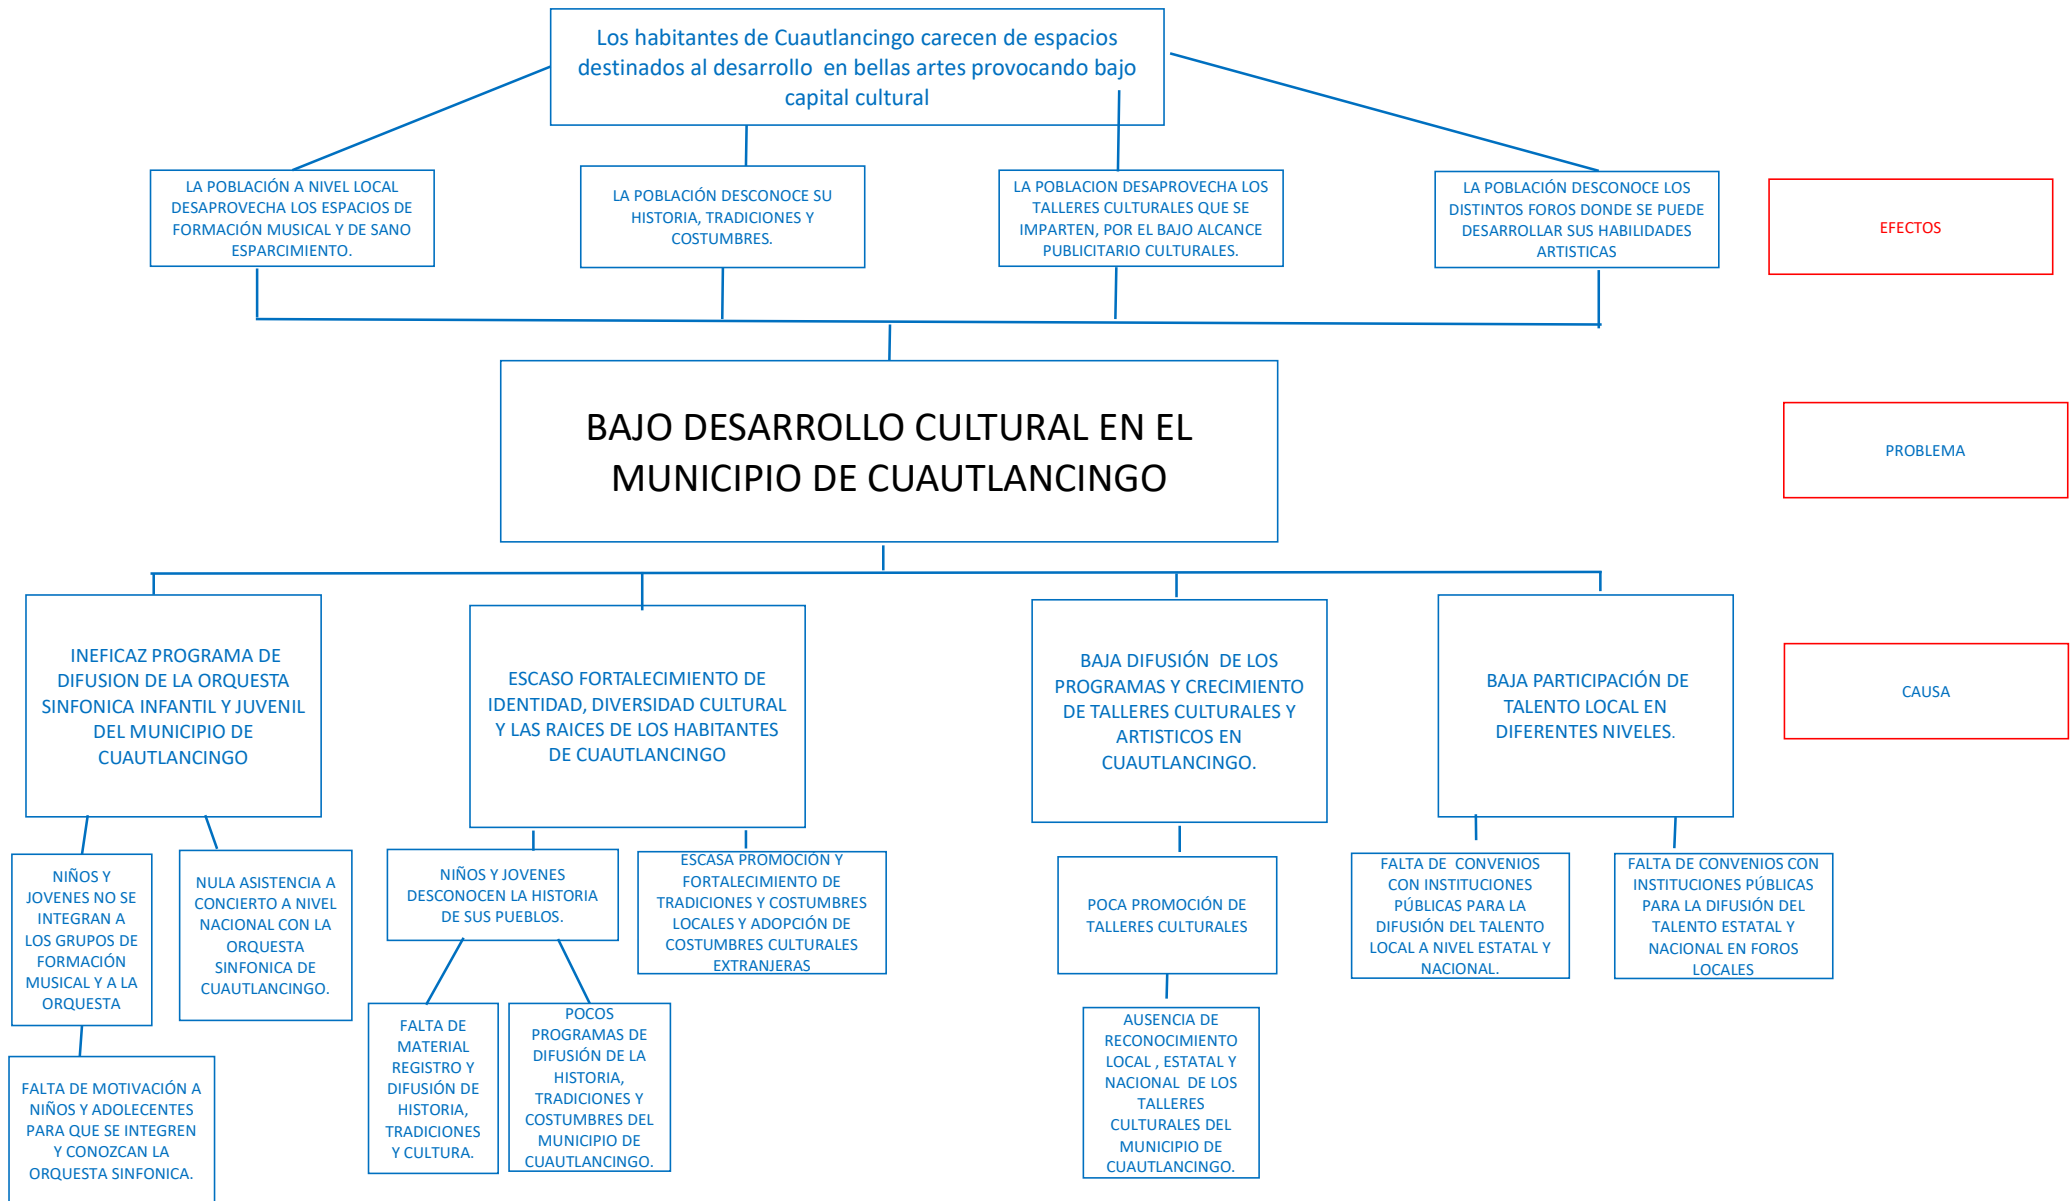 Los habitantes de Cuautlancingo carecen de espacios
destinados al desarrollo en bellas artes provocando bajo
capital cultural
LA POBLACIÓN A NIVEL LOCAL
DESAPROVECHA LOS ESPACIOS DE
FORMACIÓN MUSICAL Y DE SANO
ESPARCIMIENTO.
LA POBLACIÓN DESCONOCE SU
HISTORIA, TRADICIONES Y
COSTUMBRES.
LA POBLACION DESAPROVECHA LOS
TALLERES CULTURALES QUE SE
IMPARTEN, POR EL BAJO ALCANCE
PUBLICITARIO CULTURALES.
LA POBLACIÓN DESCONOCE LOS
DISTINTOS FOROS DONDE SE PUEDE
DESARROLLAR SUS HABILIDADES
ARTISTICAS
EFECTOS
BAJO DESARROLLO CULTURAL EN EL
MUNICIPIO DE CUAUTLANCINGO
PROBLEMA
INEFICAZ PROGRAMA DE
DIFUSION DE LA ORQUESTA
SINFONICA INFANTIL Y JUVENIL
DEL MUNICIPIO DE
CUAUTLANCINGO
ESCASO FORTALECIMIENTO DE
IDENTIDAD, DIVERSIDAD CULTURAL
Y LAS RAICES DE LOS HABITANTES
DE CUAUTLANCINGO
BAJA DIFUSIÓN DE LOS
PROGRAMAS Y CRECIMIENTO
DE TALLERES CULTURALES Y
ARTISTICOS EN
CUAUTLANCINGO.
BAJA PARTICIPACIÓN DE
TALENTO LOCAL EN
DIFERENTES NIVELES.
CAUSA
NIÑOS Y
JOVENES NO SE
INTEGRAN A
LOS GRUPOS DE
FORMACIÓN
MUSICAL Y A LA
ORQUESTA
NULA ASISTENCIA A
CONCIERTO A NIVEL
NACIONAL CON LA
ORQUESTA
SINFONICA DE
CUAUTLANCINGO.
NIÑOS Y JOVENES
DESCONOCEN LA HISTORIA
DE SUS PUEBLOS.
ESCASA PROMOCIÓN Y
FORTALECIMIENTO DE
TRADICIONES Y COSTUMBRES
LOCALES Y ADOPCIÓN DE
COSTUMBRES CULTURALES
EXTRANJERAS
POCA PROMOCIÓN DE
TALLERES CULTURALES
FALTA DE CONVENIOS
CON INSTITUCIONES
PÚBLICAS PARA LA
DIFUSIÓN DEL TALENTO
LOCAL A NIVEL ESTATAL Y
NACIONAL.
FALTA DE CONVENIOS CON
INSTITUCIONES PÚBLICAS
PARA LA DIFUSIÓN DEL
TALENTO ESTATAL Y
NACIONAL EN FOROS
LOCALES
FALTA DE MOTIVACIÓN A
NIÑOS Y ADOLECENTES
PARA QUE SE INTEGREN
Y CONOZCAN LA
ORQUESTA SINFONICA.
FALTA DE
MATERIAL
REGISTRO Y
DIFUSIÓN DE
HISTORIA,
TRADICIONES
Y CULTURA.
POCOS
PROGRAMAS DE
DIFUSIÓN DE LA
HISTORIA,
TRADICIONES Y
COSTUMBRES DEL
MUNICIPIO DE
CUAUTLANCINGO.
AUSENCIA DE
RECONOCIMIENTO
LOCAL , ESTATAL Y
NACIONAL DE LOS
TALLERES
CULTURALES DEL
MUNICIPIO DE
CUAUTLANCINGO.